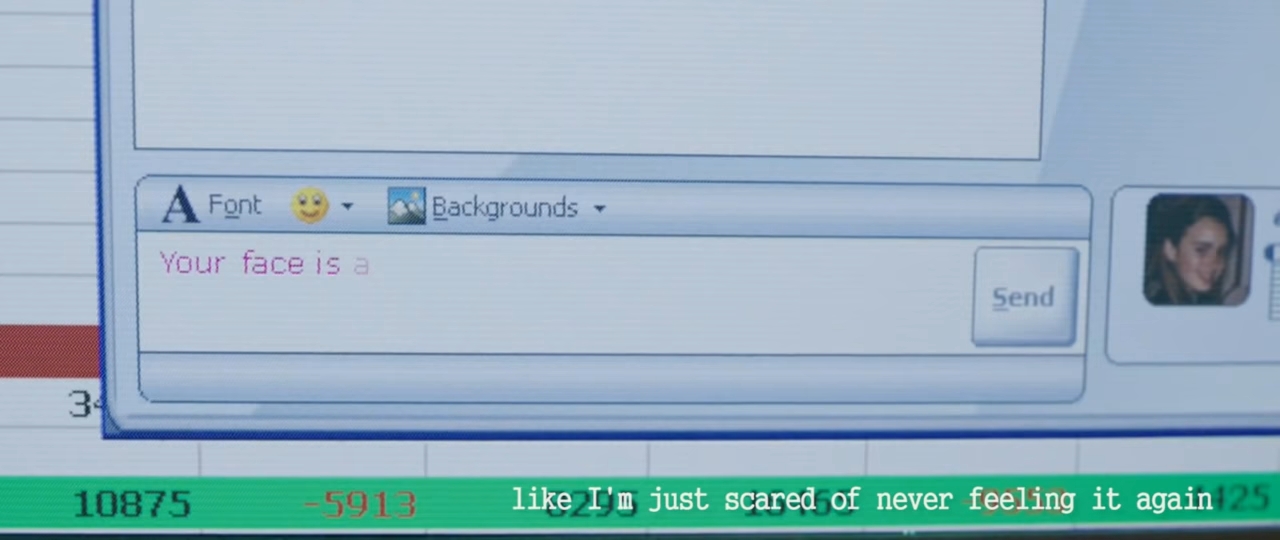 Font
Backgrounds
Your face is a
Send
34
10875 -5913
like I'm just scared of never feeling it again